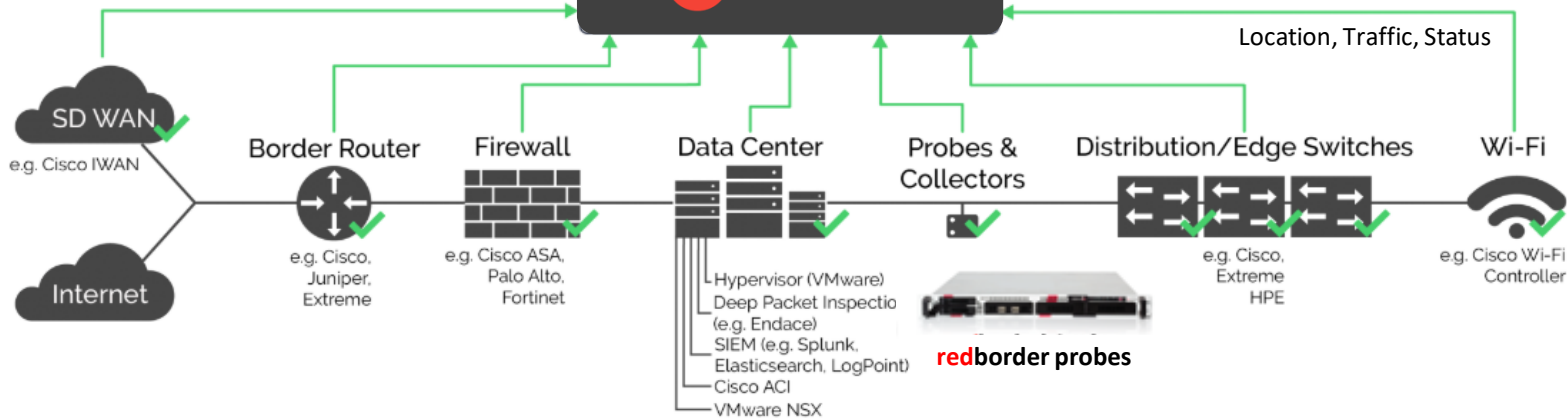 Location, Traffic, Status
SD WAN
e.g. Cisco IWAN
Internet
Border Router
e.g. Cisco,
Juniper,
Extreme
Firewall
e.g. Cisco ASA,
Palo Alto,
Fortinet
Data Center
Hypervisor (VMware)
Deep Packet Inspectio
(e.g. Endace)
SIEM (e.g. Splunk,
Elasticsearch, LogPoint)
Cisco ACI
VMware NSX
Probes &
Collectors
redborder probes
Distribution/Edge Switches
e.g. Cisco,
Extreme
HPE
Wi-Fi
e.g. Cisco Wi-Fi
Controller